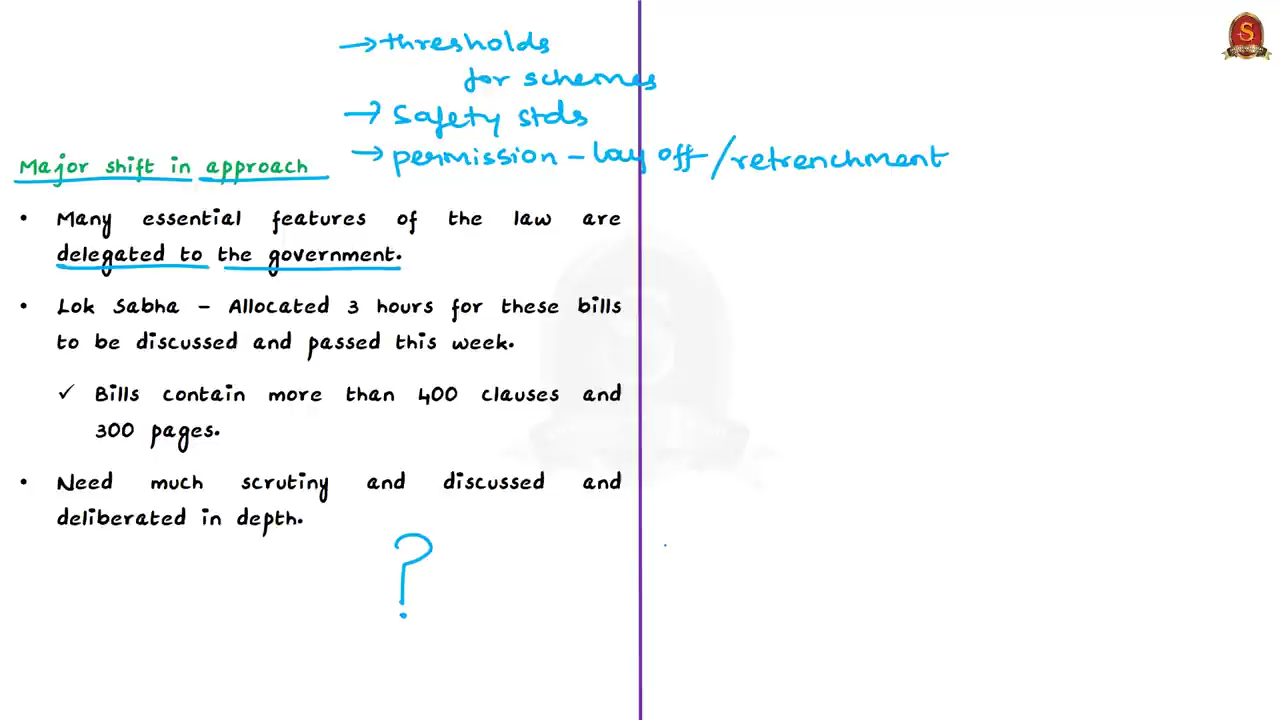 → thresholds
for schemes
→ Safety stds
→ permission - lay off / retrenchment
Major shift in approach
• Many essential features of the law are
delegated to the government.
• Lok Sabha – Allocated 3 hours for these bills
to be discussed and passed this week.
✓ Bills contain more than 400 clauses and
300 pages.
• Need much scrutiny and discussed and
deliberated in depth.
?
S